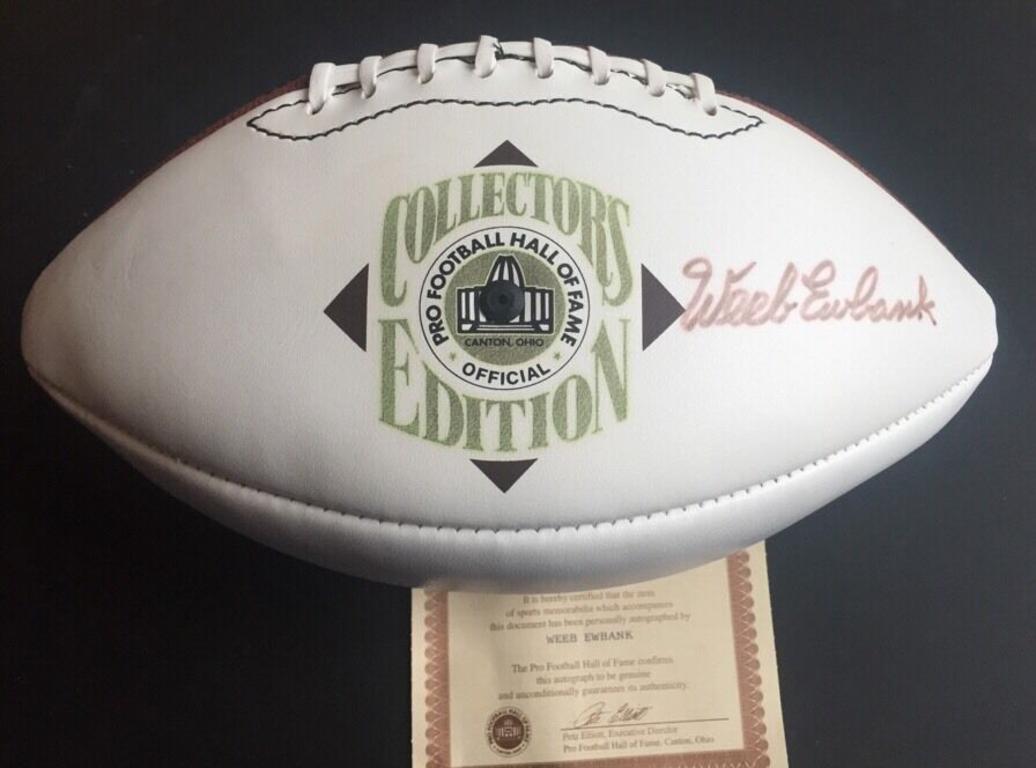 COLLECTOR'S
PRO FOOTBALL HALL OF FAME
CANTON, OHIO
OFFICIAL
EDITION
Weeb Ewbank
It is hereby certified that the item
of sports memorabilia which accompanies
this document has been personally autographed by
WEEB EWBANK
The Pro Football Hall of Fame confirms
this autograph to be genuine
and unconditionally guarantees its authenticity.
Pete Elliott
Pete Elliott, Executive Director
Pro Football Hall of Fame, Canton, Ohio